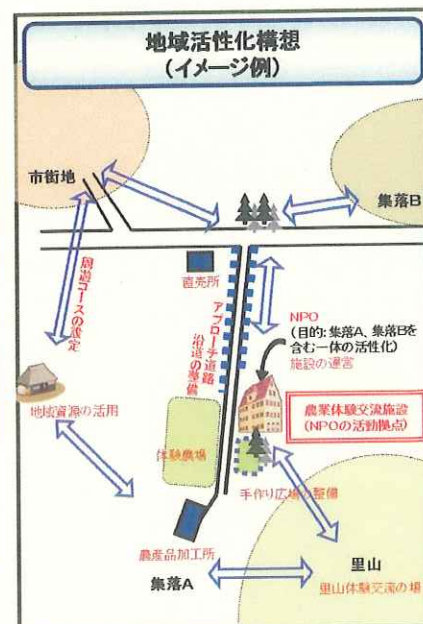 地域活性化構想
(イメージ例)
市街地
集落B
直売所
周遊コースの設定
アプローチ道路
沿道の整備
NPO
(目的:集落A、集落Bを
含む一体の活性化)
施設の運営
地域資源の活用
農業体験交流施設
(NPOの活動拠点)
体験農場
手作り広場の整備
農産品加工所
集落A
里山
里山体験交流の場